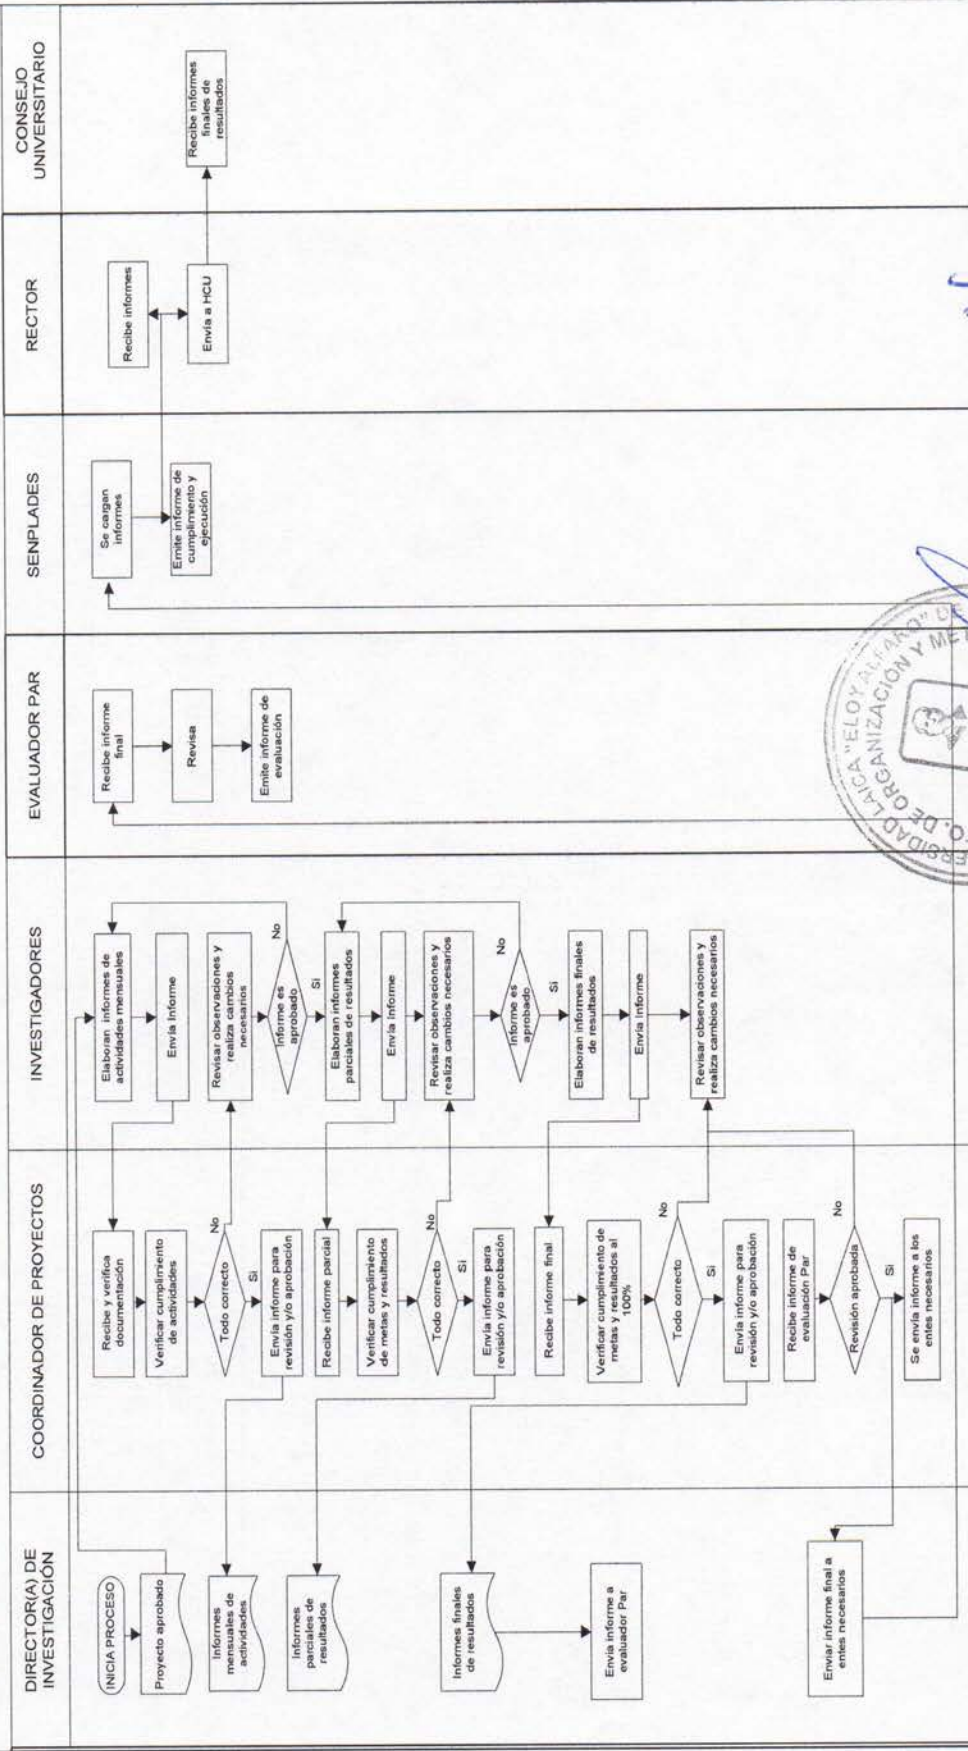 DIRECTOR(A) DE
INVESTIGACIÓN
INICIA PROCESO
Proyecto aprobado
Informes
mensuales de
actividades
Informes
parciales de
resultados
Informes finales
de resultados
Envia informe a
evaluador Par
Enviar informe final a
entes necesarios
COORDINADOR DE PROYECTOS
Recibe y verifica
documentación
Verificar cumplimiento
de actividades
Todo correcto
No
Si
Envía informe para
revisión y/o aprobación
Recibe informe parcial
Verificar cumplimiento
de metas y resultados
Todo correcto
No
Si
Envía informe para
revisión y/o aprobación
Recibe informe final
Verificar cumplimiento de
metas y resultados al
100%
Todo correcto
No
Si
Envía informe para
revisión y/o aprobación
Recibe informe de
evaluación Par
Revisión aprobada
No
Si
Se envía informe a los
entes necesarios
INVESTIGADORES
Elaboran informes de
actividades mensuales
Envía Informe
Revisar observaciones y
realiza cambios
necesarios
Informe es
aprobado
No
Si
Elaboran informes
parciales de resultados
Envía Informe
Revisar observaciones y
realiza cambios necesarios
Informe es
aprobado
No
Si
Elaboran informes finales
de resultados
Envía Informe
Revisar observaciones y
realiza cambios necesarios
EVALUADOR PAR
Recibe informe
final
Revisa
Emite informe de
evaluación
SENPLADES
Se cargan
informes
Emite informe de
cumplimiento y
ejecución
RECTOR
Recibe informes
Envía a HCU
CONSEJO
UNIVERSITARIO
Recibe informes
finales de
resultados
LAICA "ELOY ALFARO" DE
O. DE ORGANIZACIÓN Y